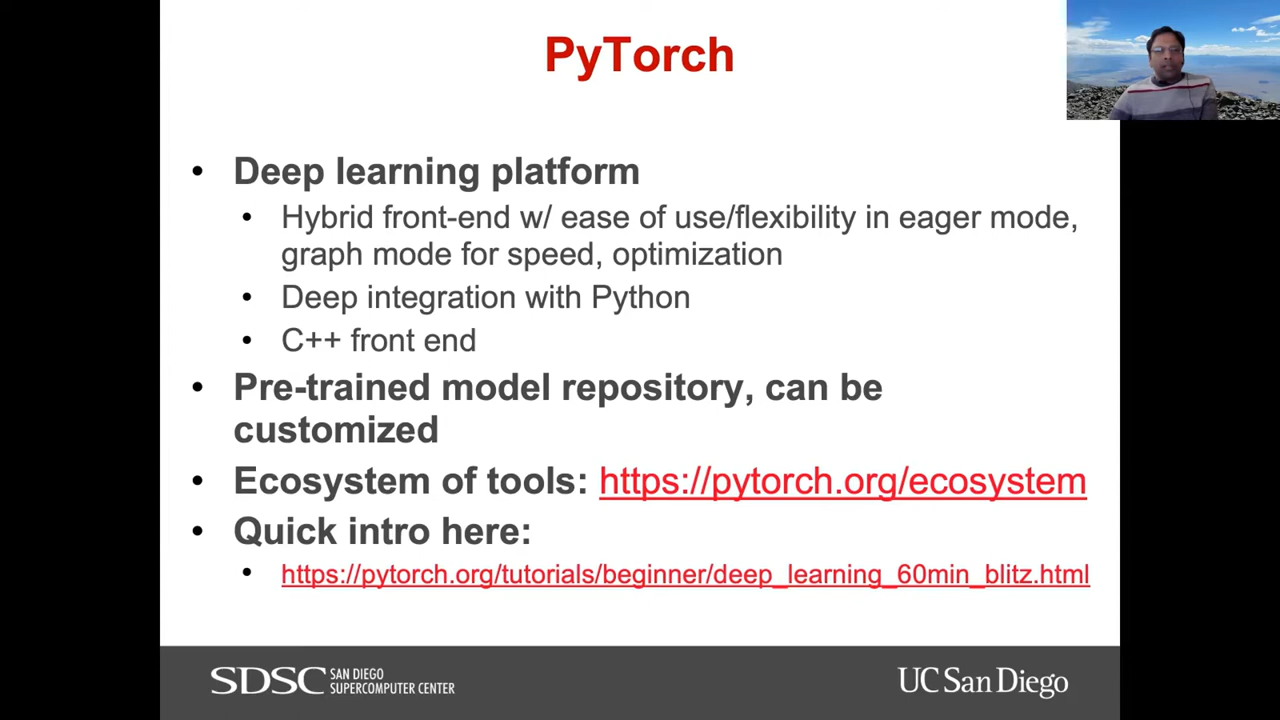 PyTorch
• Deep learning platform
• Hybrid front-end w/ ease of use/flexibility in eager mode,
graph mode for speed, optimization
• Deep integration with Python
• C++ front end
• Pre-trained model repository, can be
customized
• Ecosystem of tools: https://pytorch.org/ecosystem
• Quick intro here:
• https://pytorch.org/tutorials/beginner/deep_learning_60min_blitz.html
SDSC SAN DIEGO
SUPERCOMPUTER CENTER
UC San Diego